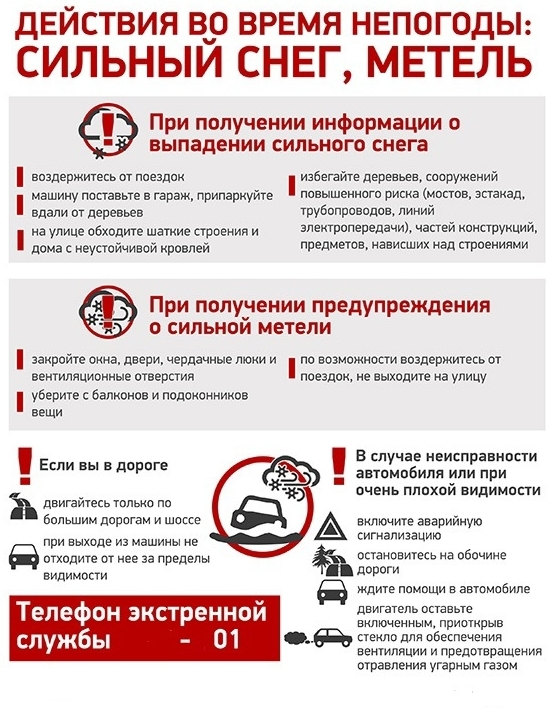 ДЕЙСТВИЯ ВО ВРЕМЯ НЕПОГОДЫ:
СИЛЬНЫЙ СНЕГ, МЕТЕЛЬ
При получении информации о
выпадении сильного снега
воздержитесь от поездок
машину поставьте в гараж, припаркуйте
вдали от деревьев
на улице обходите шаткие строения и
дома с неустойчивой кровлей
избегайте деревьев, сооружений
повышенного риска (мостов, эстакад,
трубопроводов, линий
электропередачи), частей конструкций,
предметов, нависших над строениями
При получении предупреждения
о сильной метели
закройте окна, двери, чердачные люки и
вентиляционные отверстия
уберите с балконов и подоконников
вещи
по возможности воздержитесь от
поездок, не выходите на улицу
Если вы в дороге
двигайтесь только по
большим дорогам и шоссе
при выходе из машины не
отходите от нее за пределы
видимости
Телефон экстренной
службы - 01
В случае неисправности
автомобиля или при
очень плохой видимости
включите аварийную
сигнализацию
остановитесь на обочине
дороги
ждите помощи в автомобиле
двигатель оставьте
включенным, приоткрыв
стекло для обеспечения
вентиляции и предотвращения
отравления угарным газом